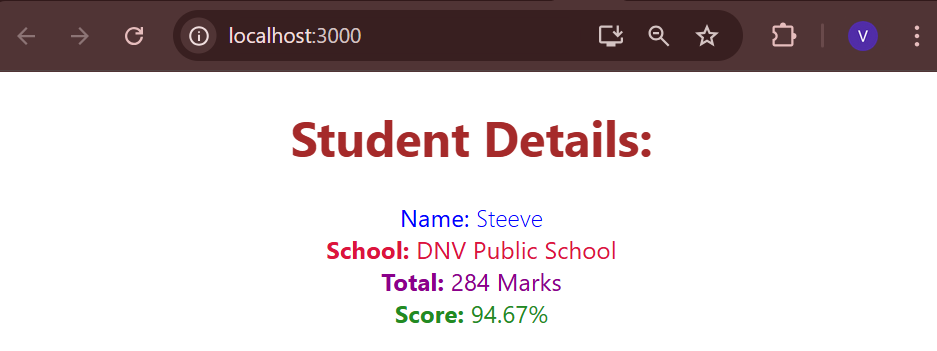 localhost:3000
V
Student Details:
Name: Steeve
School: DNV Public School
Total: 284 Marks
Score: 94.67%